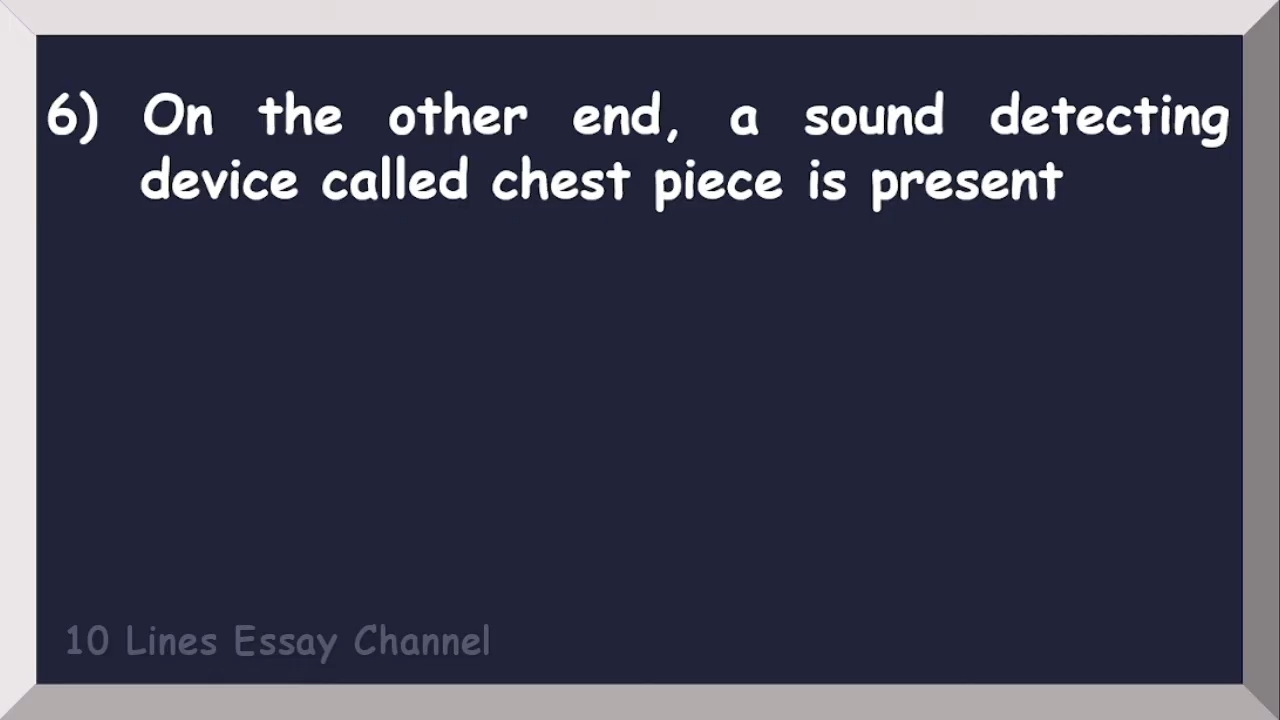 6) On the other end, a sound detecting
device called chest piece is present
10 Lines Essay Channel